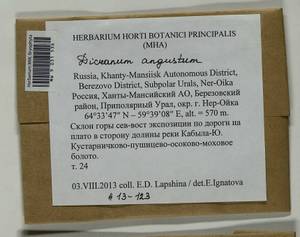 HERBARIUM HORTI BOTANICI PRINCIPALIS
(MHA)
Dicranum angustum
Russia, Khanty-Mansiisk Autonomous District,
Berezovo District, Subpolar Urals, Ner-Oika
Россия, Ханты-Мансийский АО, Березовский
район, Приполярный Урал, окр. г. Нер-Ойка
64°33'47" N – 59°39'08" E, alt. = 570 m.
Склон горы сев-вост экспозиции по дороги на
плато в сторону долины реки Кабыла-Ю.
Кустарничково-пушицево-осоково-моховое
болото.
т. 24
03.VIII.2013 coll. E.D. Lapshina / det.E.Ignatova
# 13-123